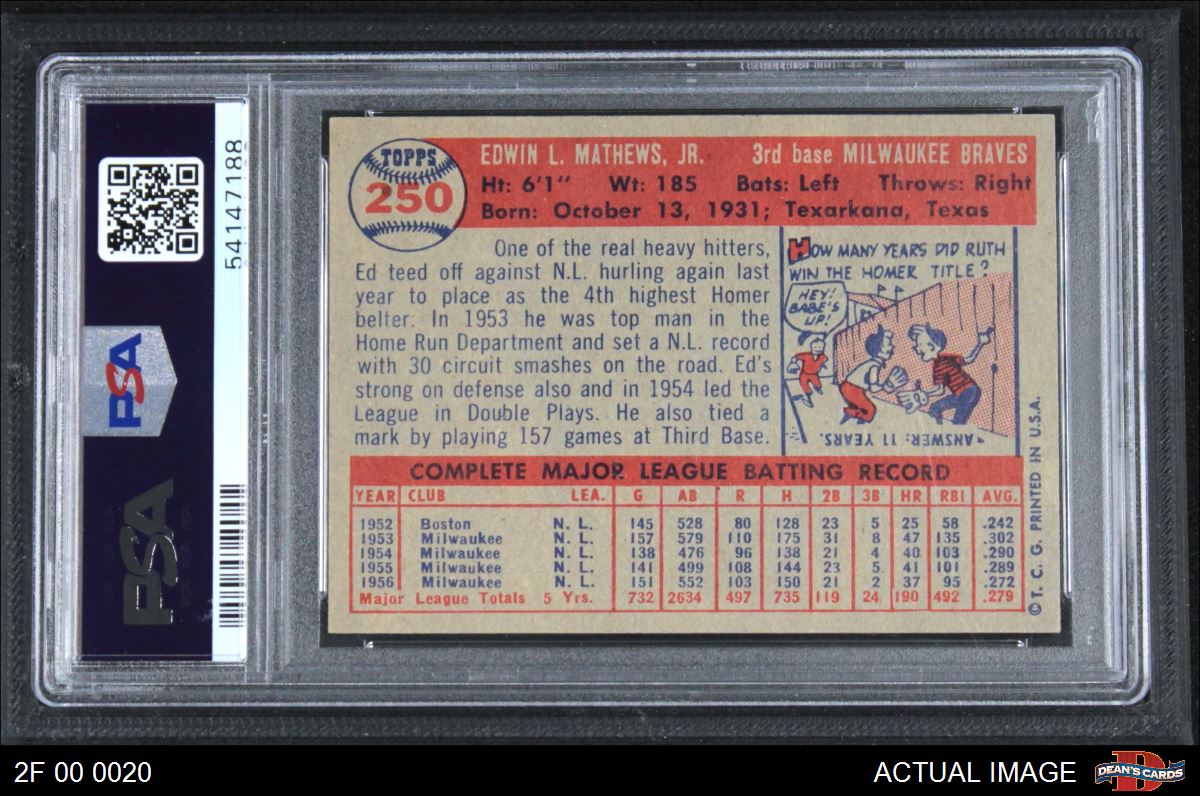 54147188
PSA
PSA
TOPPS
250
EDWIN L. MATHEWS, JR. 3rd base MILWAUKEE BRAVES
Ht: 6'1" Wt: 185 Bats: Left Throws: Right
Born: October 13, 1931; Texarkana, Texas
One of the real heavy hitters,
Ed teed off against N.L. hurling again last
year to place as the 4th highest Homer
belter. In 1953 he was top man in the
Home Run Department and set a N.L. record
with 30 circuit smashes on the road. Ed's
strong on defense also and in 1954 led the
League in Double Plays. He also tied a
mark by playing 157 games at Third Base.
HOW MANY YEARS DID RUTH
WIN THE HOMER TITLE?
HEY!
BABE'S
UP!
ANSWER: 11 YEARS.
COMPLETE MAJOR LEAGUE BATTING RECORD
YEAR CLUB LEA. G AB R H 2B 3B HR RBI AVG.
1952 Boston N. L. 145 528 80 128 23 5 25 58 .242
1953 Milwaukee N. L. 157 579 110 175 31 8 47 135 .302
1954 Milwaukee N. L. 138 476 96 138 21 4 40 103 .290
1955 Milwaukee N. L. 141 499 108 144 23 5 41 101 .289
1956 Milwaukee N. L. 151 552 103 150 21 2 37 95 .272
Major League Totals 5 Yrs. 732 2634 497 735 119 24 190 492 .279
© T. C. G. PRINTED IN U.S.A.
2F 00 0020
ACTUAL IMAGE
D
DEAN'S CARDS